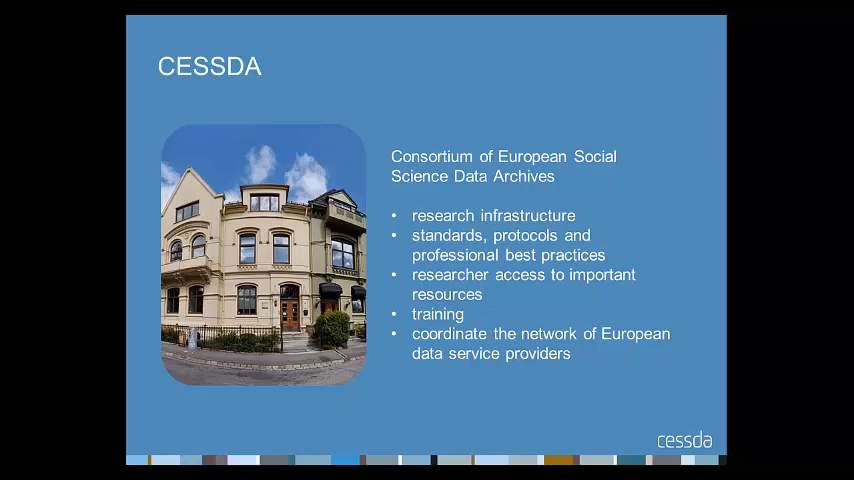 CESSDA
Consortium of European Social
Science Data Archives
• research infrastructure
• standards, protocols and
professional best practices
• researcher access to important
resources
• training
• coordinate the network of European
data service providers
cessda